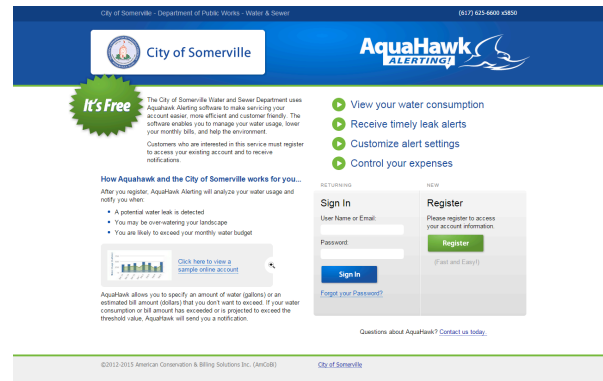 City of Somerville - Department of Public Works - Water & Sewer
(617) 625-6600 x5850
City of Somerville
AquaHawk
ALERTING!
It's Free
The City of Somerville Water and Sewer Department uses
Aquahawk Alerting software to make servicing your
account easier, more efficient and customer friendly. The
software enables you to manage your water usage, lower
your monthly bills, and help the environment.
Customers who are interested in this service must register
to access your existing account and to receive
notifications.
View your water consumption
Receive timely leak alerts
Customize alert settings
Control your expenses
How Aquahawk and the City of Somerville works for you...
After you register, AquaHawk Alerting will analyze your water usage and
notify you when:
A potential water leak is detected
You may be over-watering your landscape
You are likely to exceed your monthly water budget
Click here to view a
sample online account
AquaHawk allows you to specify an amount of water (gallons) or an
estimated bill amount (dollars) that you don't want to exceed. If your water
consumption or bill amount has exceeded or is projected to exceed the
threshold value, AquaHawk will send you a notification.
RETURNING
Sign In
User Name or Email:
Password:
Sign In
Forgot your Password?
NEW
Register
Please register to access
your account information.
Register
(Fast and Easy!)
Questions about AquaHawk? Contact us today.
©2012-2015 American Conservation & Billing Solutions Inc. (AmCoBi)
City of Somerville